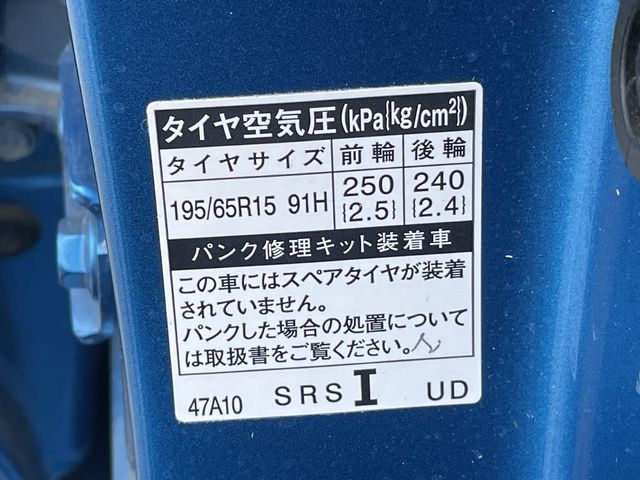 タイヤ空気圧(kPa{kg/cm²})
タイヤサイズ 前輪 後輪
195/65R15 91H 250 240
{2.5} {2.4}
パンク修理キット装着車
この車にはスペアタイヤが装着
されていません。
パンクした場合の処置について
は取扱書をご覧ください。
47A10 SRS I UD